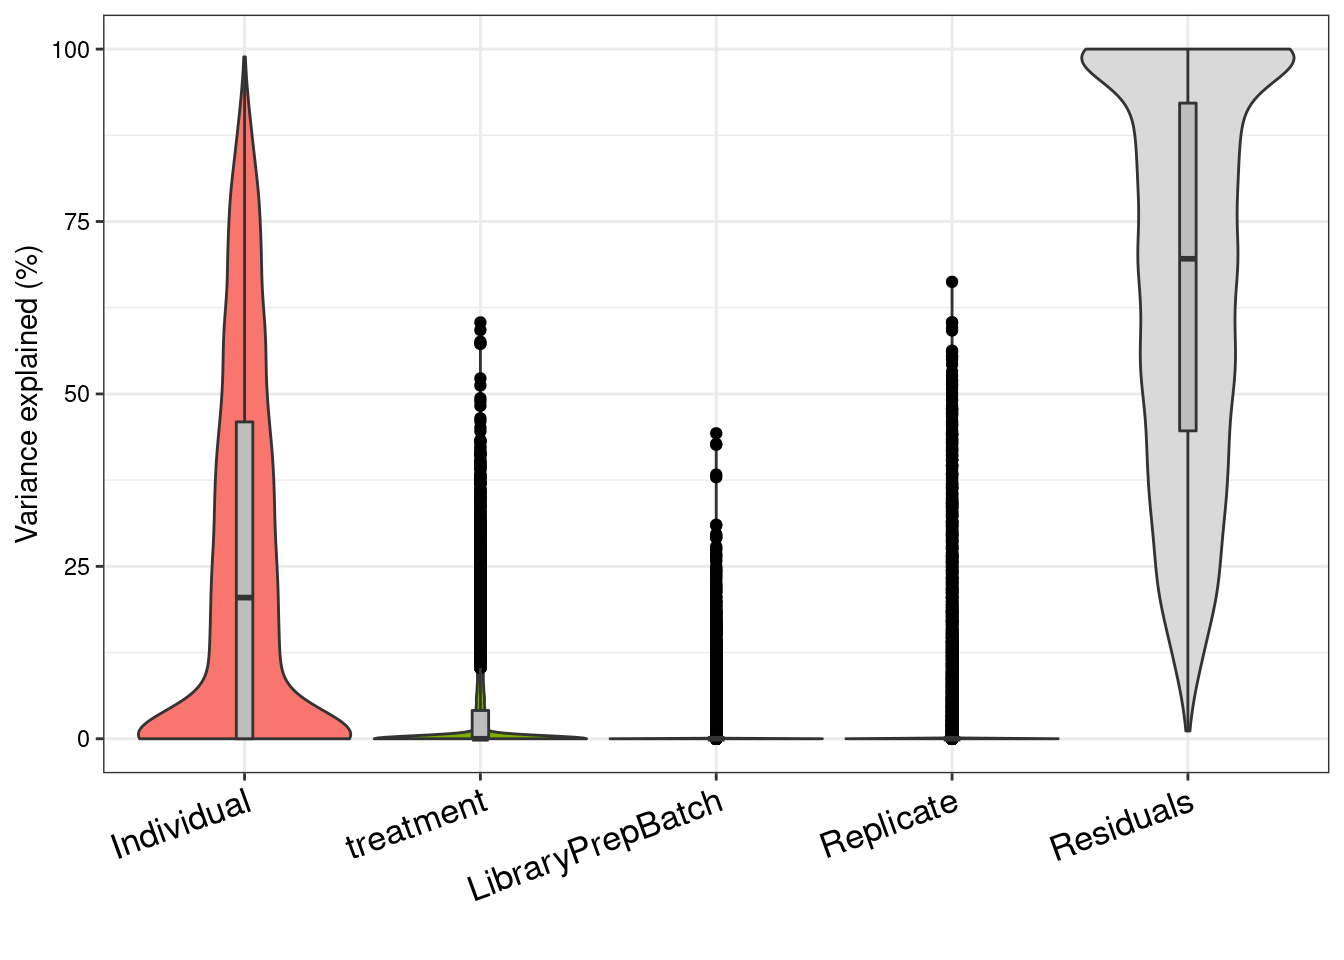 Variance explained (%)
100
75
50
25
0
Individual
treatment
LibraryPrepBatch
Replicate
Residuals